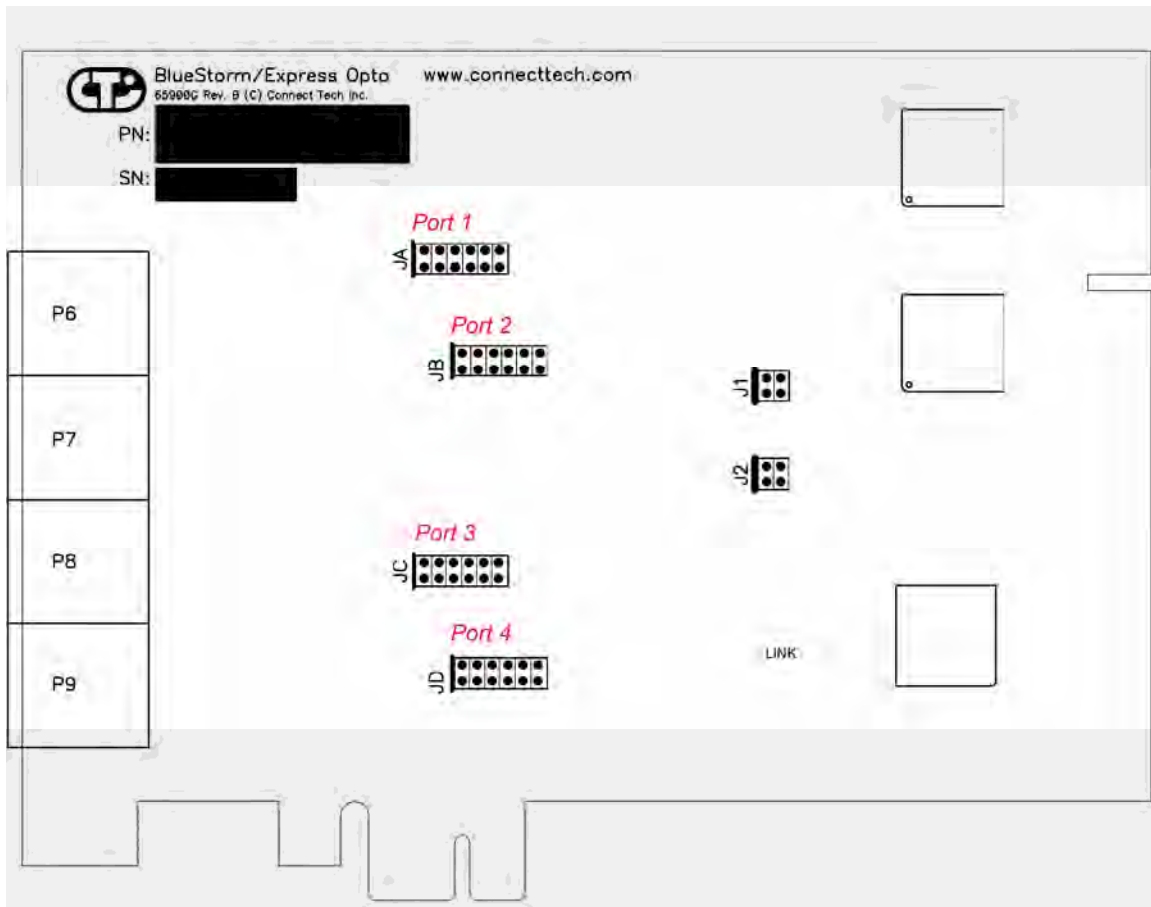 BlueStorm/Express Opto www.connecttech.com
65900G Rev. B (C) Connect Tech Inc.
PN:
SN:
Port 1
JA
P6
Port 2
JB
J1
P7
J2
Port 3
P8
JC
Port 4
LINK
P9
JD